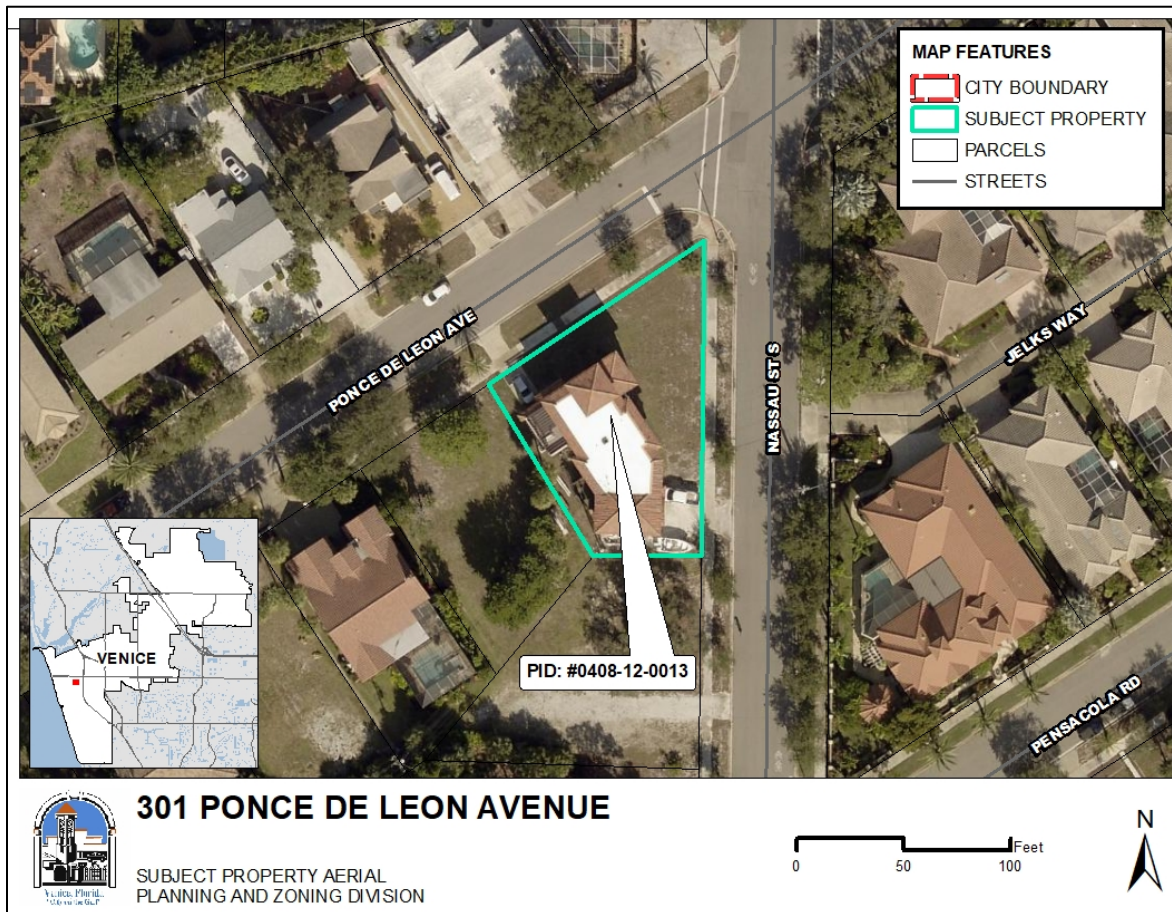 MAP FEATURES
CITY BOUNDARY
SUBJECT PROPERTY
PARCELS
STREETS
PONCE DE LEON AVE
NASSAU ST S
JELKS WAY
PENSACOLA RD
PID: #0408-12-0013
VENICE
301 PONCE DE LEON AVENUE
SUBJECT PROPERTY AERIAL
PLANNING AND ZONING DIVISION
Venice, Florida
Feet
0 50 100
N